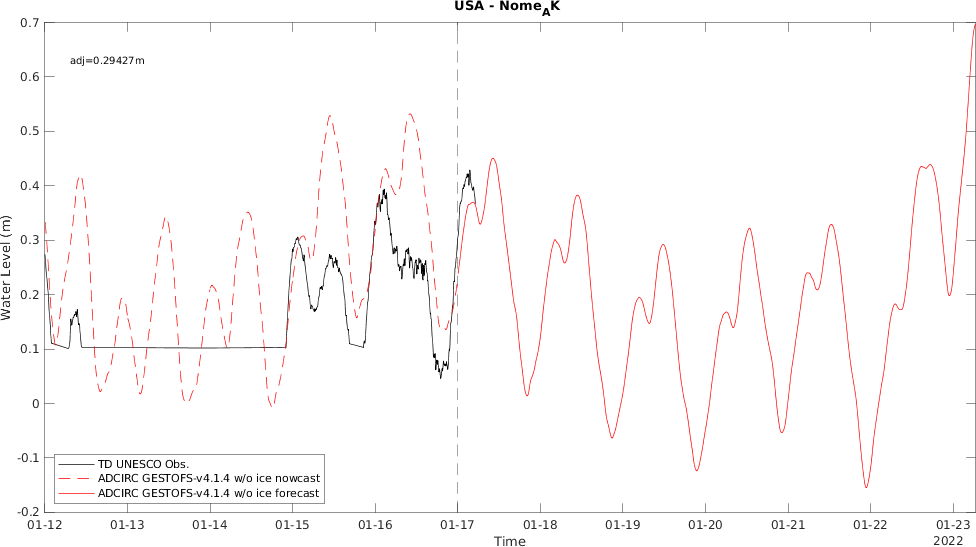 USA - Nome_AK
0.7
0.6
0.5
0.4
0.3
0.2
0.1
0
-0.1
-0.2
Water Level (m)
adj=0.29427m
TD UNESCO Obs.
ADCIRC GESTOFS-v4.1.4 w/o ice nowcast
ADCIRC GESTOFS-v4.1.4 w/o ice forecast
01-12 01-13 01-14 01-15 01-16 01-17 01-18 01-19 01-20 01-21 01-22 01-23
Time
2022